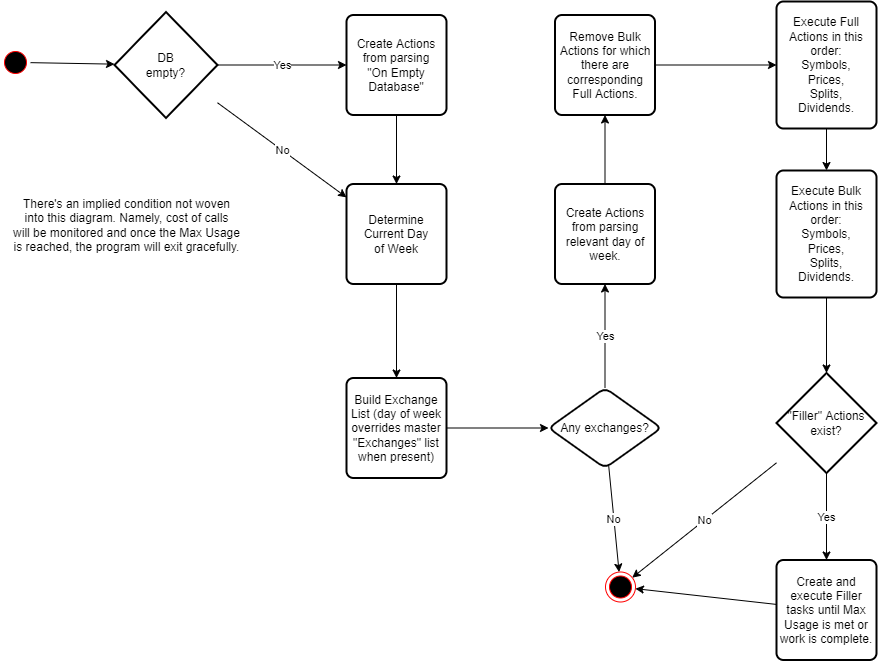 DB
empty?
Yes
No
Create Actions
from parsing
"On Empty
Database"
There's an implied condition not woven
into this diagram. Namely, cost of calls
will be monitored and once the Max Usage
is reached, the program will exit gracefully.
Determine
Current Day
of Week
Build Exchange
List (day of week
overrides master
"Exchanges" list
when present)
Any exchanges?
Yes
No
Create Actions
from parsing
relevant day of
week.
Remove Bulk
Actions for which
there are
corresponding
Full Actions.
Execute Full
Actions in this
order:
Symbols,
Prices,
Splits,
Dividends.
Execute Bulk
Actions in this
order:
Symbols,
Prices,
Splits,
Dividends.
"Filler" Actions
exist?
No
Yes
Create and
execute Filler
tasks until Max
Usage is met or
work is complete.